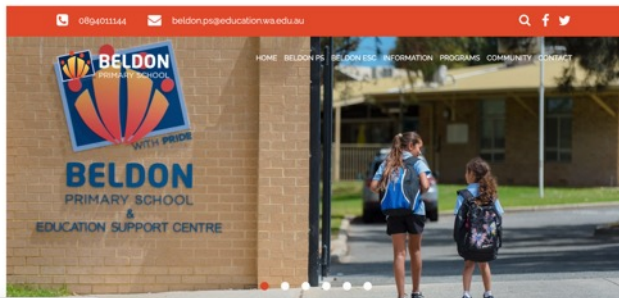 0894011144 beldon.ps@education.wa.edu.au
BELDON
PRIMARY SCHOOL
HOME BELDON PS BELDON ESC INFORMATION PROGRAMS COMMUNITY CONTACT
WITH PRIDE
BELDON
PRIMARY SCHOOL
&
EDUCATION SUPPORT CENTRE